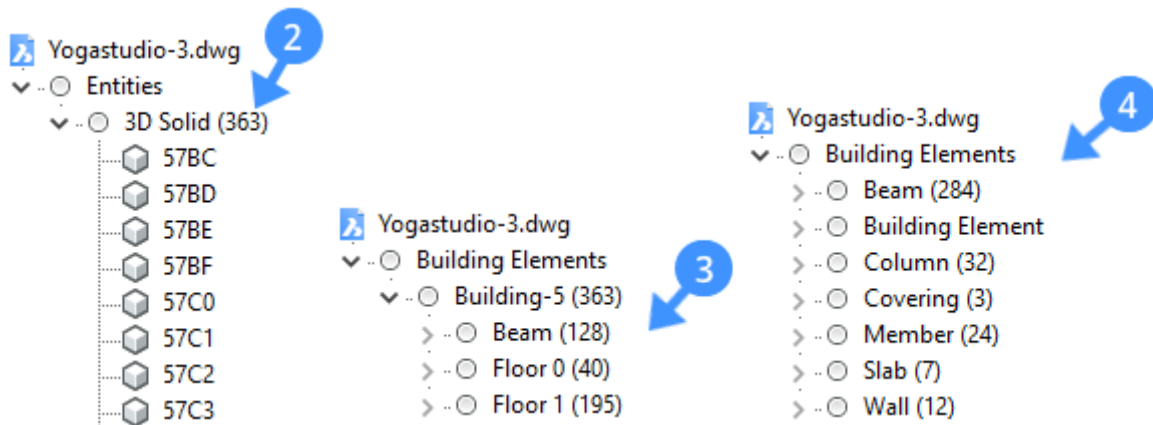 2
Yogastudio-3.dwg
Entities
3D Solid (363)
57BC
57BD
57BE
57BF
57C0
57C1
57C2
57C3
3
Yogastudio-3.dwg
Building Elements
Building-5 (363)
Beam (128)
Floor 0 (40)
Floor 1 (195)
4
Yogastudio-3.dwg
Building Elements
Beam (284)
Building Element
Column (32)
Covering (3)
Member (24)
Slab (7)
Wall (12)